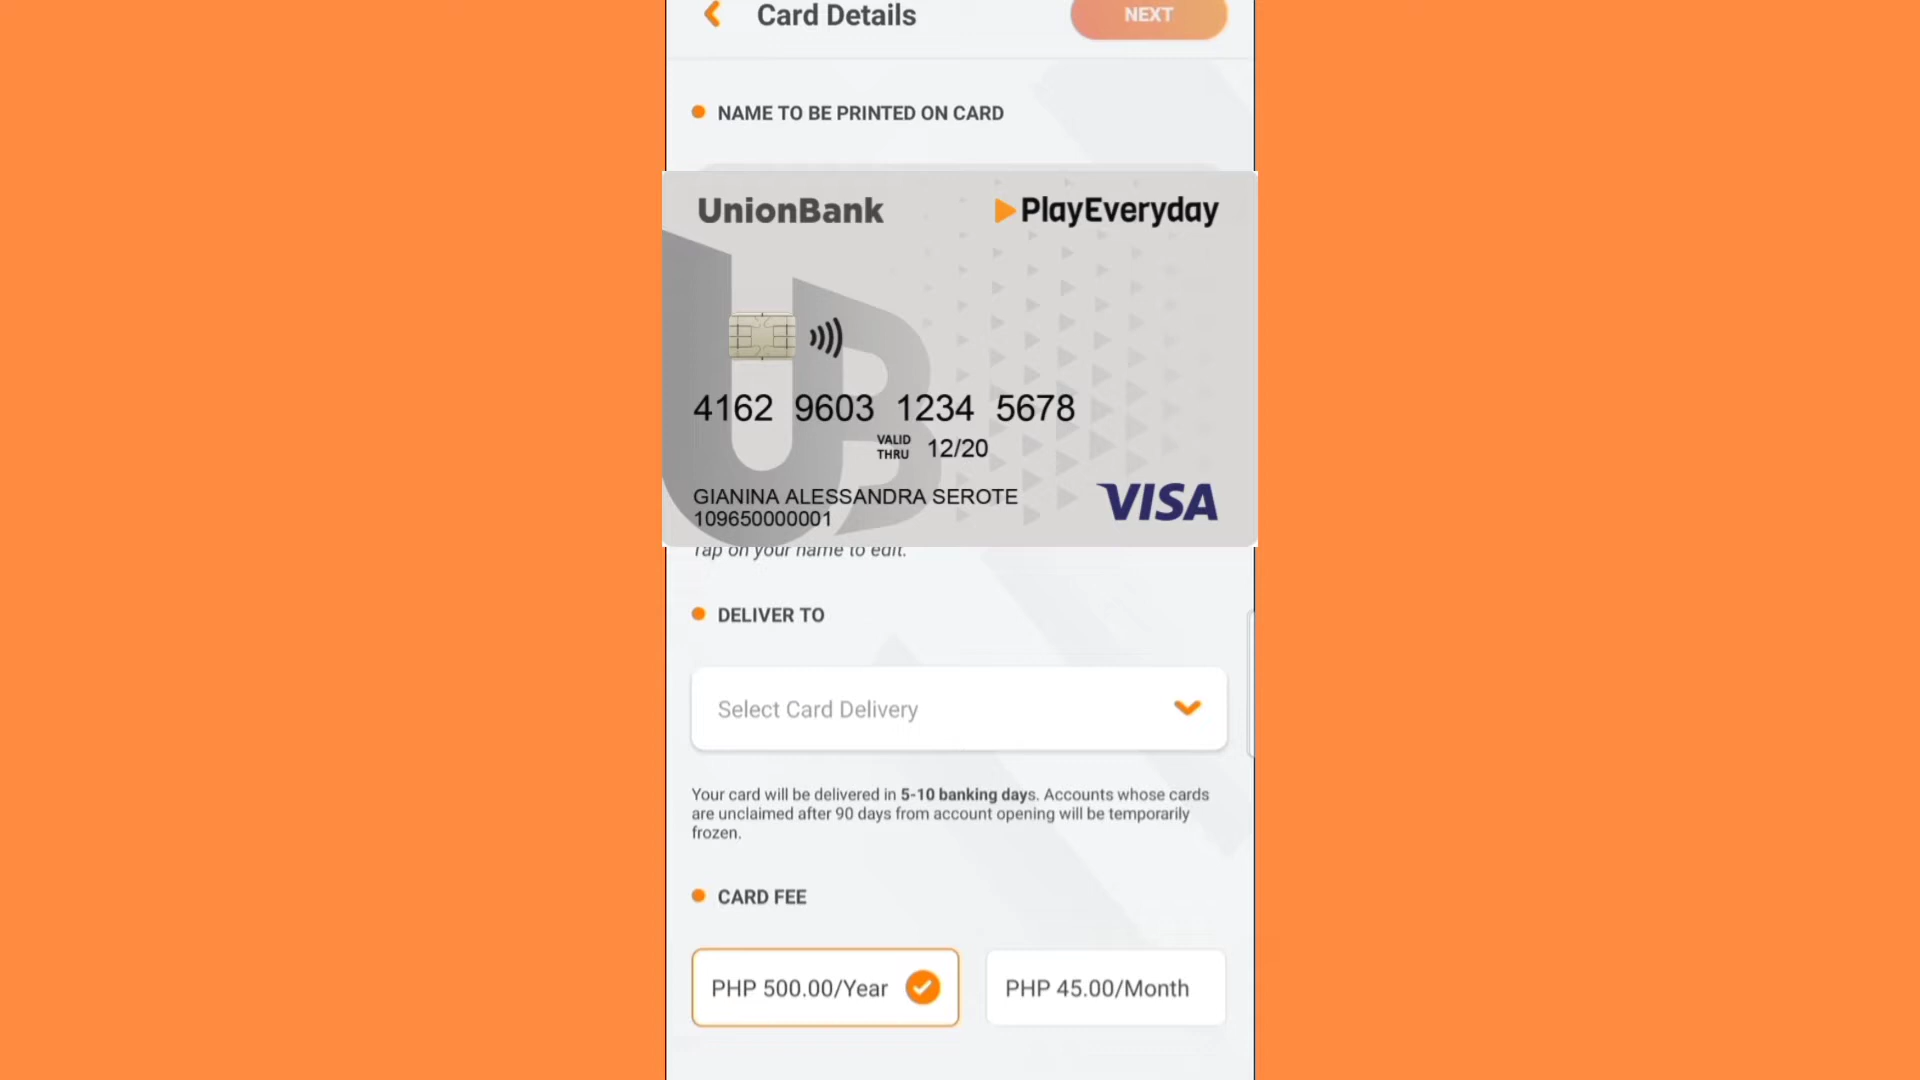 Card Details
NEXT
NAME TO BE PRINTED ON CARD
UnionBank
PlayEveryday
4162 9603 1234 5678
VALID
THRU
12/20
GIANINA ALESSANDRA SEROTE
109650000001
VISA
Tap on your name to edit.
DELIVER TO
Select Card Delivery
Your card will be delivered in 5-10 banking days. Accounts whose cards
are unclaimed after 90 days from account opening will be temporarily
frozen.
CARD FEE
PHP 500.00/Year
PHP 45.00/Month